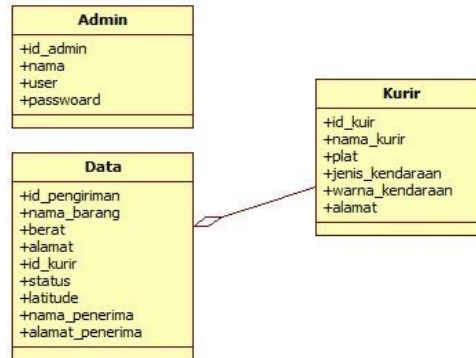 Admin
+id_admin
+nama
+user
+passwoard
Data
+id_pengiriman
+nama_barang
+berat
+alamat
+id_kurir
+status
+latitude
+nama_penerima
+alamat_penerima
Kurir
+id_kuir
+nama_kurir
+plat
+jenis_kendaraan
+warna_kendaraan
+alamat